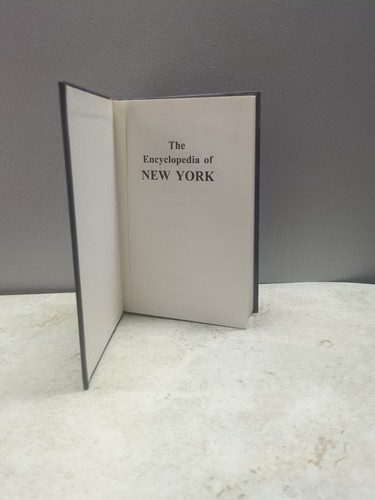 The
Encyclopedia of
NEW YORK